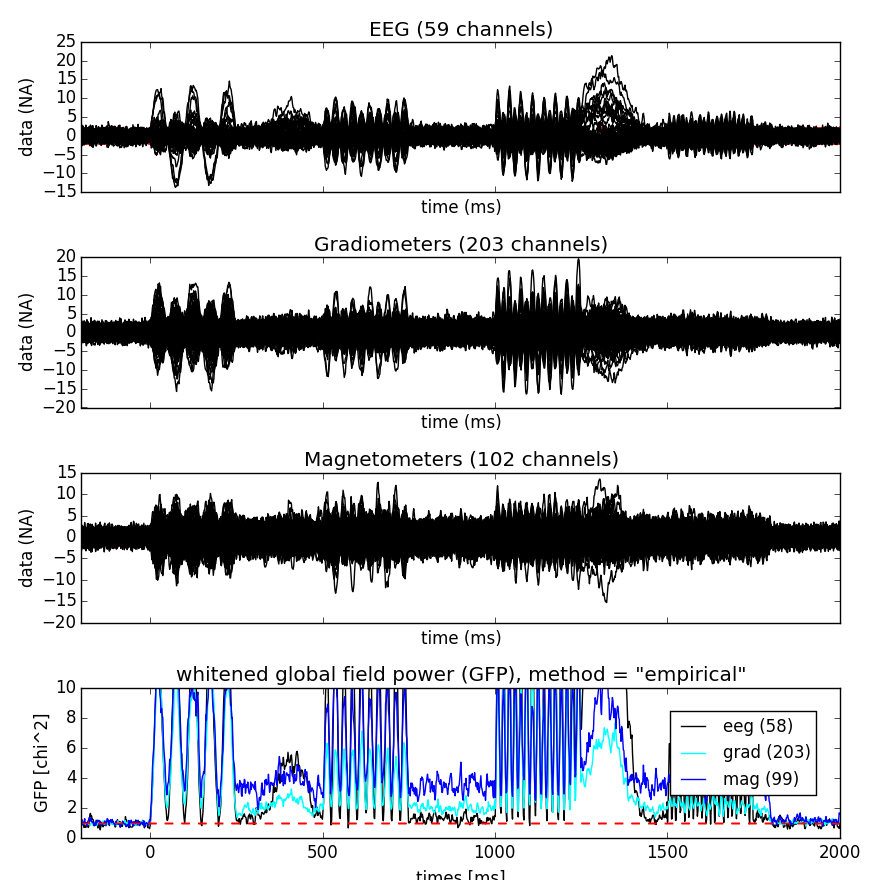 EEG (59 channels)
25
20
15
10
5
0
−5
−10
−15
data (NA)
time (ms)
Gradiometers (203 channels)
20
15
10
5
0
−5
−10
−15
−20
data (NA)
time (ms)
Magnetometers (102 channels)
15
10
5
0
−5
−10
−15
−20
data (NA)
time (ms)
whitened global field power (GFP), method = "empirical"
10
8
6
4
2
0
GFP [chi^2]
eeg (58)
grad (203)
mag (99)
0 500 1000 1500 2000
times [ms]